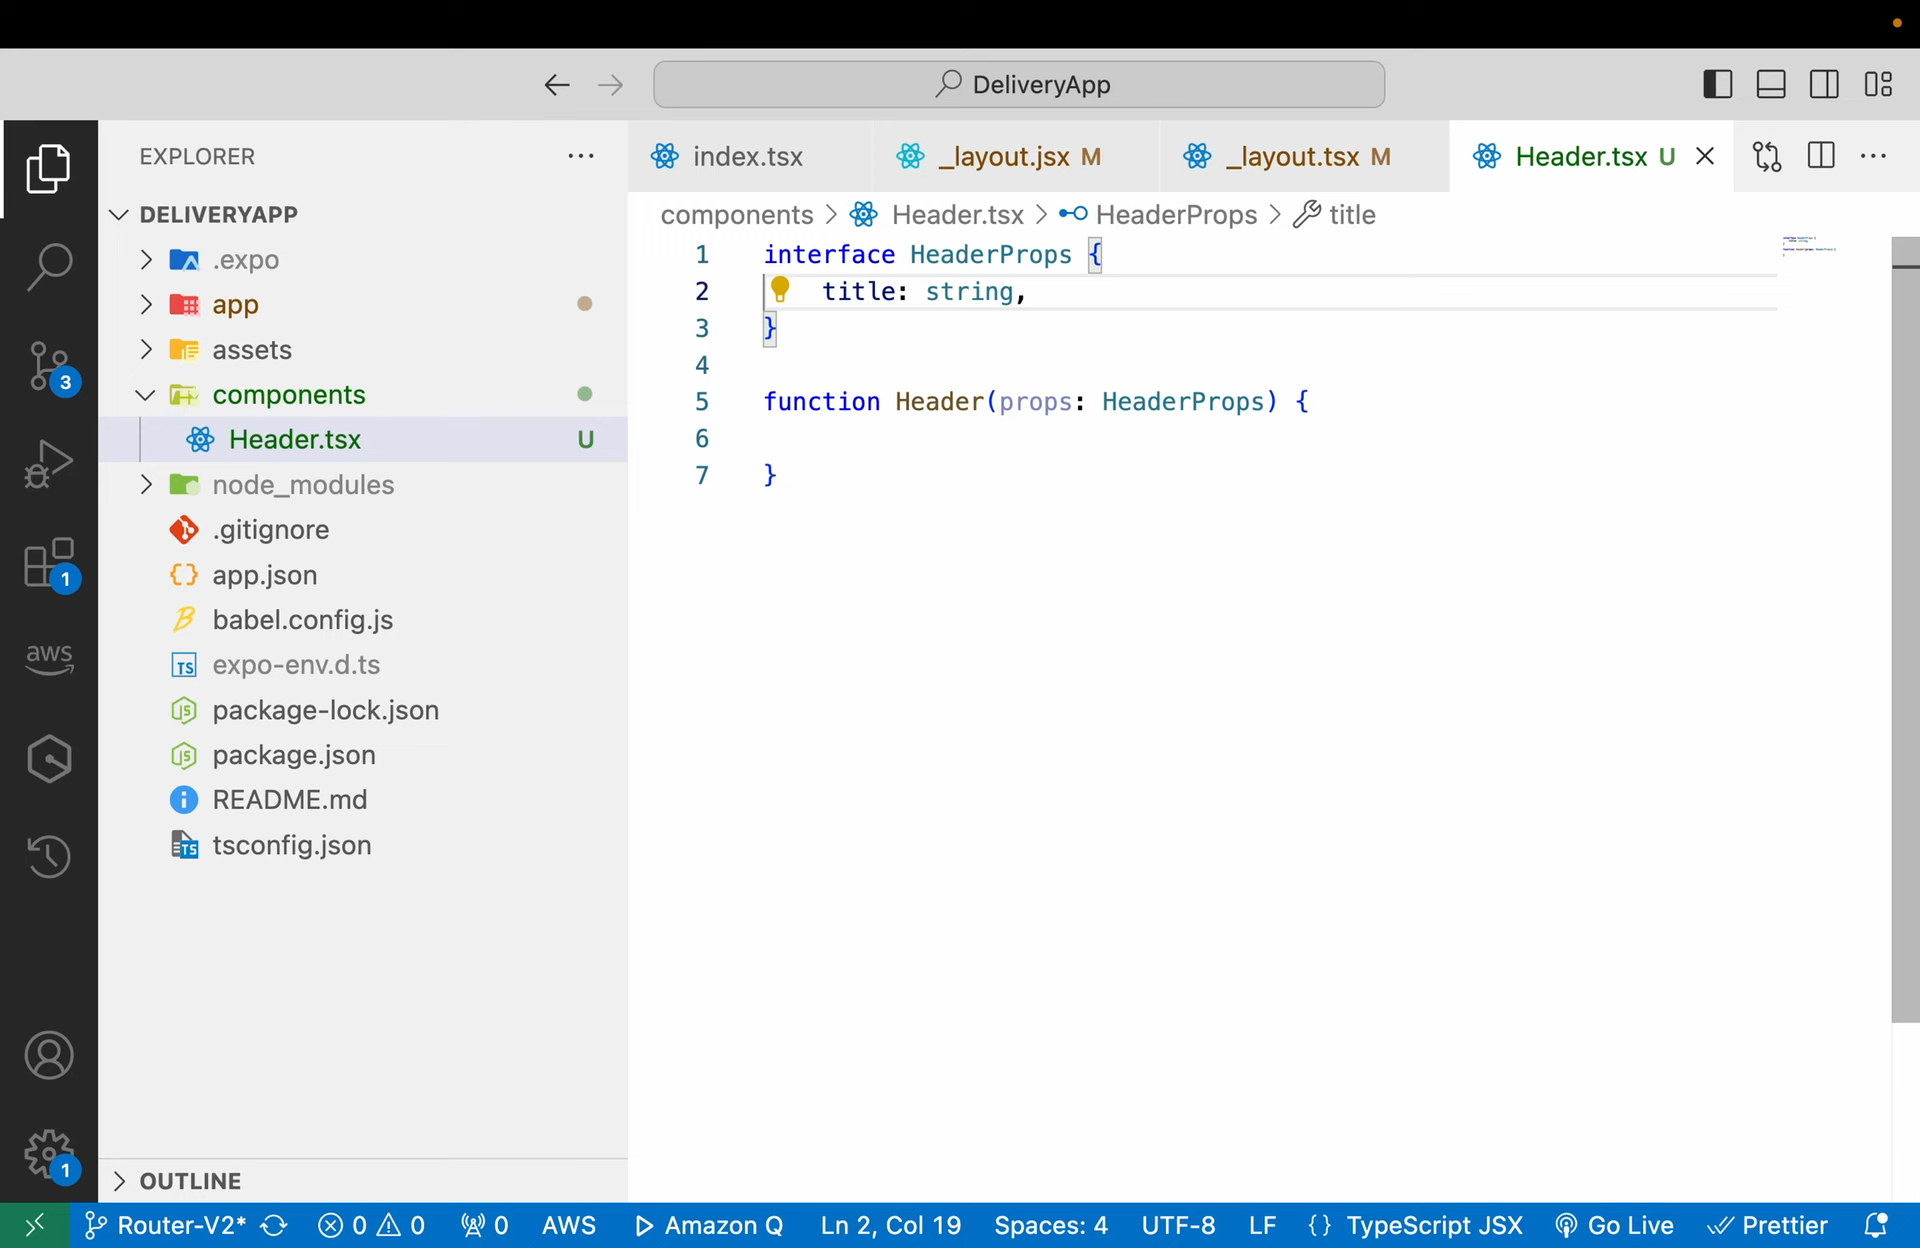 DeliveryApp
EXPLORER
index.tsx
_layout.jsx M
_layout.tsx M
Header.tsx U
DELIVERYAPP
components > Header.tsx > HeaderProps > title
.expo
app
assets
components
Header.tsx U
node_modules
.gitignore
app.json
babel.config.js
expo-env.d.ts
package-lock.json
package.json
README.md
tsconfig.json
OUTLINE
3
1
aws
1
1 interface HeaderProps {
2 title: string,
3 }
4
5 function Header(props: HeaderProps) {
6
7 }
Router-V2* 0 0 0 AWS Amazon Q Ln 2, Col 19 Spaces: 4 UTF-8 LF {} TypeScript JSX Go Live Prettier